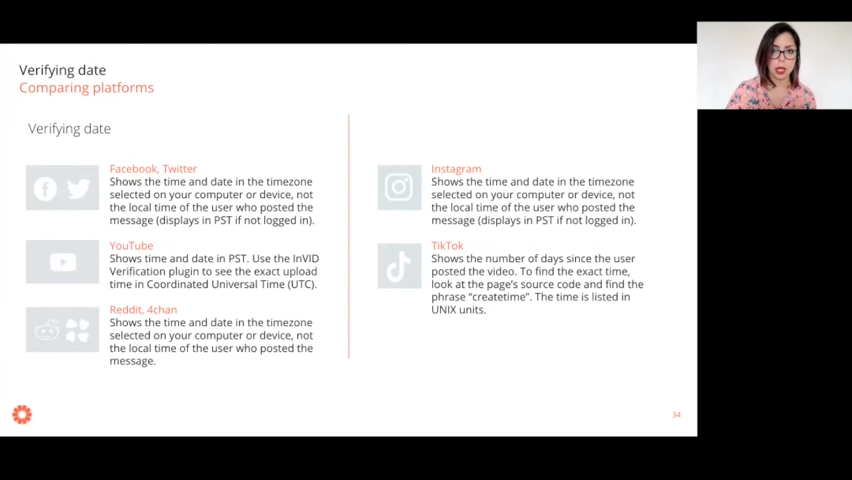 Verifying date
Comparing platforms
Verifying date
Facebook, Twitter
Shows the time and date in the timezone
selected on your computer or device, not
the local time of the user who posted the
message (displays in PST if not logged in).
YouTube
Shows time and date in PST. Use the InVID
Verification plugin to see the exact upload
time in Coordinated Universal Time (UTC).
Reddit, 4chan
Shows the time and date in the timezone
selected on your computer or device, not
the local time of the user who posted the
message.
Instagram
Shows the time and date in the timezone
selected on your computer or device, not
the local time of the user who posted the
message (displays in PST if not logged in).
TikTok
Shows the number of days since the user
posted the video. To find the exact time,
look at the page's source code and find the
phrase “createtime”. The time is listed in
UNIX units.
34